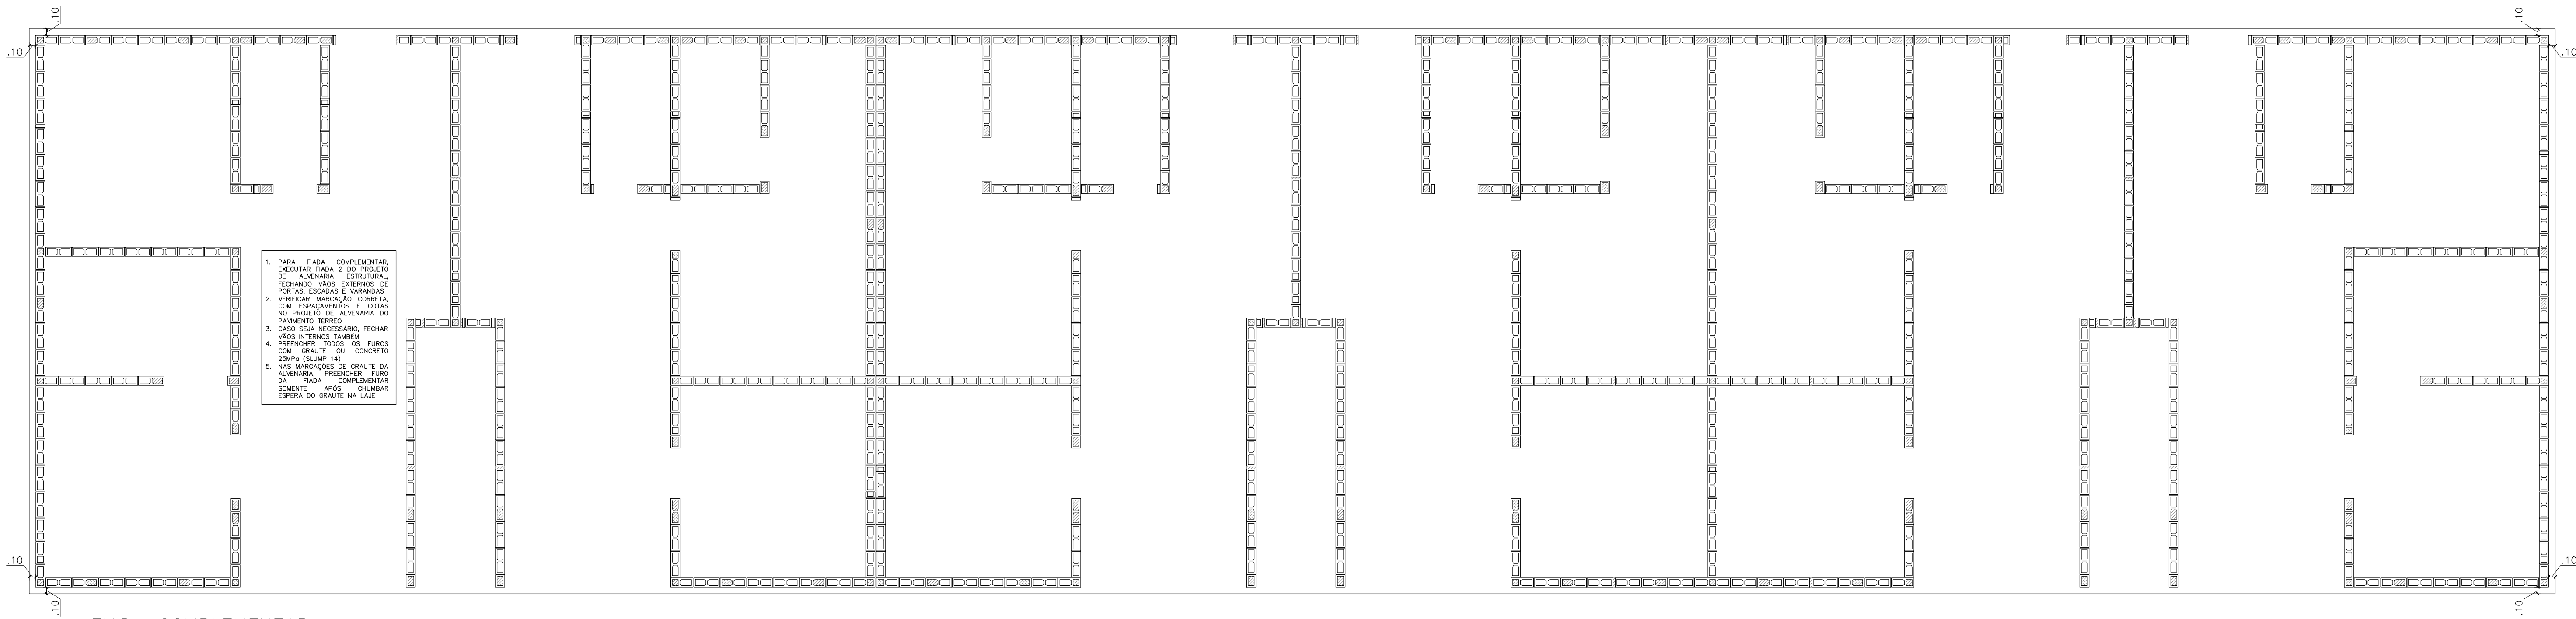 .10
.10
.10
.10
1. PARA FIADA COMPLEMENTAR,
EXECUTAR FIADA 2 DO PROJETO
DE ALVENARIA ESTRUTURAL,
FECHANDO VÃOS EXTERNOS DE
PORTAS, ESCADAS E VARANDAS
2. VERIFICAR MARCAÇÃO CORRETA,
COM ESPAÇAMENTOS E COTAS
NO PROJETO DE ALVENARIA DO
PAVIMENTO TÉRREO
3. CASO SEJA NECESSÁRIO, FECHAR
VÃOS INTERNOS TAMBÉM
4. PREENCHER TODOS OS FUROS
COM GRAUTE OU CONCRETO
25MPa (SLUMP 14)
5. NAS MARCAÇÕES DE GRAUTE DA
ALVENARIA, PREENCHER FURO
DA FIADA COMPLEMENTAR
SOMENTE APÓS CHUMBAR
ESPERA DO GRAUTE NA LAJE
.10
.10
.10
.10